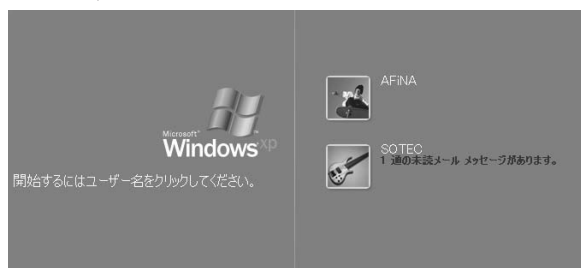 Microsoft®
Windows xp
開始するにはユーザー名をクリックしてください。
AFiNA
SOTEC
1 通の未読メール メッセージがあります。